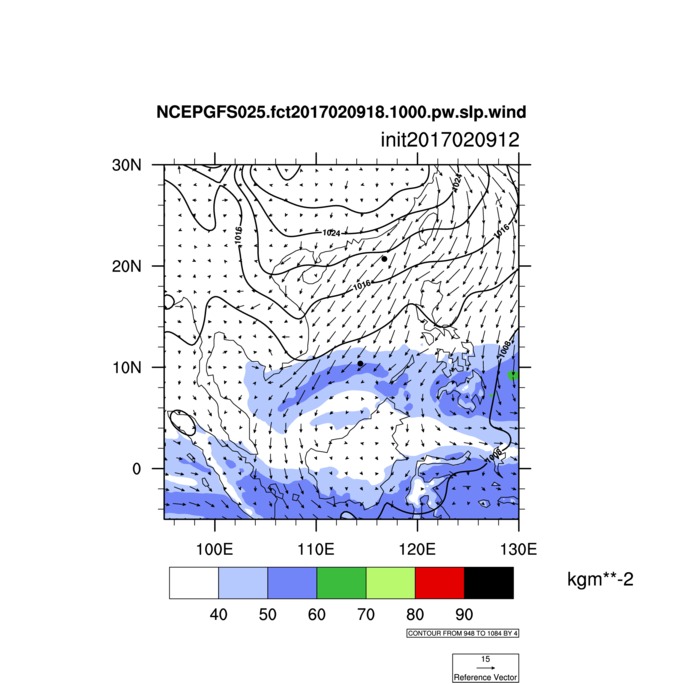 NCEPGFS025.fct2017020918.1000.pw.slp.wind
init2017020912
30N
20N
10N
0
1024
1024
1016
1016
1016
1008
1008
100E
110E
120E
130E
kgm**-2
40 50 60 70 80 90
CONTOUR FROM 948 TO 1084 BY 4
15
Reference Vector